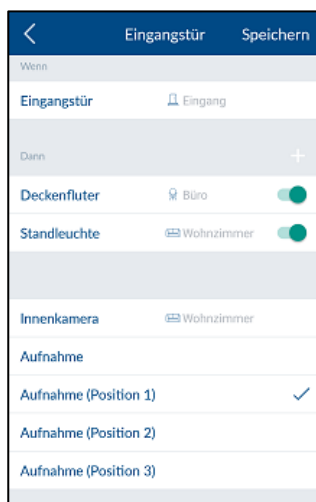 Eingangstür Speichern
Wenn
Eingangstür Eingang
Dann
Deckenfluter Büro
Standleuchte Wohnzimmer
Innenkamera Wohnzimmer
Aufnahme
Aufnahme (Position 1)
Aufnahme (Position 2)
Aufnahme (Position 3)